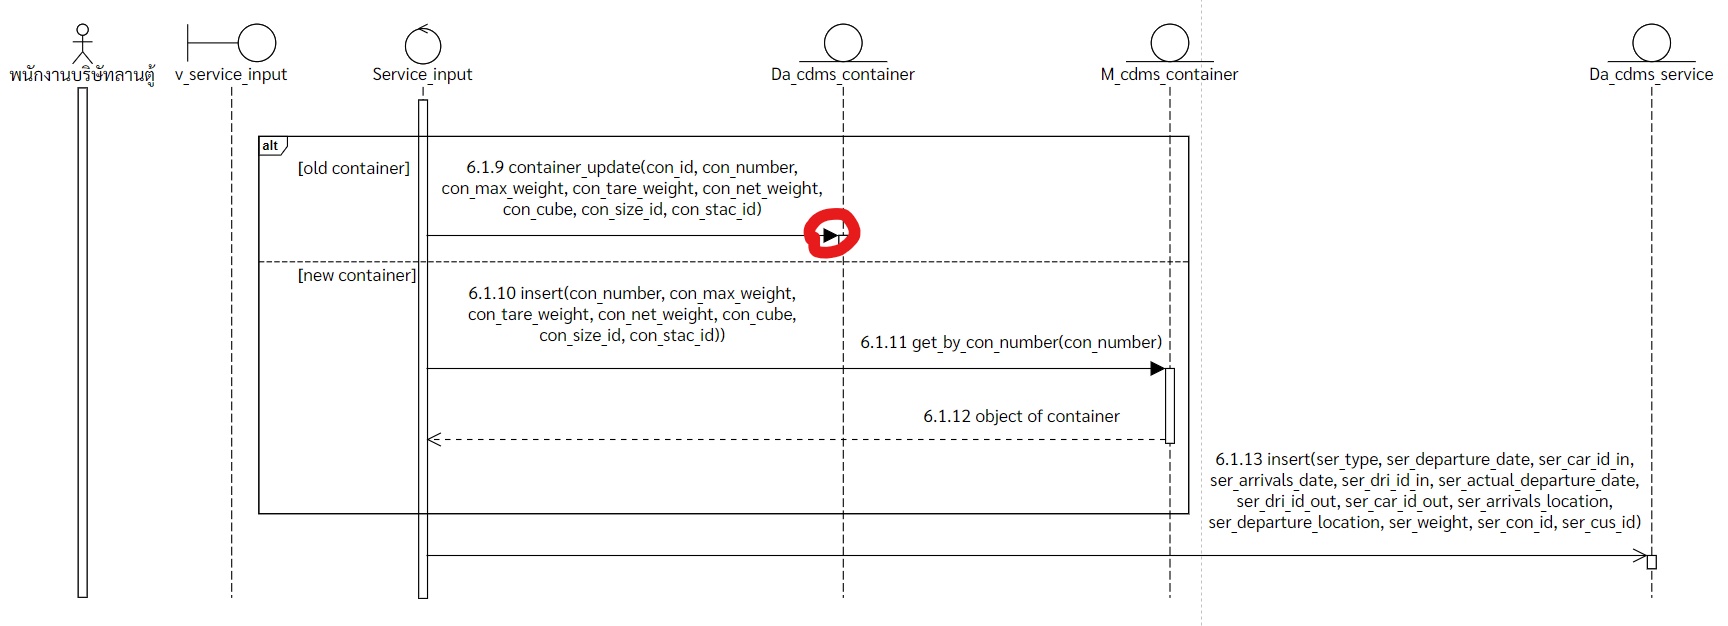 พนักงานบริษัทลานตู้
v_service_input
Service_input
Da_cdms_container
M_cdms_container
Da_cdms_service
alt
[old container]
6.1.9 container_update(con_id, con_number,
con_max_weight, con_tare_weight, con_net_weight,
con_cube, con_size_id, con_stac_id)
[new container]
6.1.10 insert(con_number, con_max_weight,
con_tare_weight, con_net_weight, con_cube,
con_size_id, con_stac_id))
6.1.11 get_by_con_number(con_number)
6.1.12 object of container
6.1.13 insert(ser_type, ser_departure_date, ser_car_id_in,
ser_arrivals_date, ser_dri_id_in, ser_actual_departure_date,
ser_dri_id_out, ser_car_id_out, ser_arrivals_location,
ser_departure_location, ser_weight, ser_con_id, ser_cus_id)